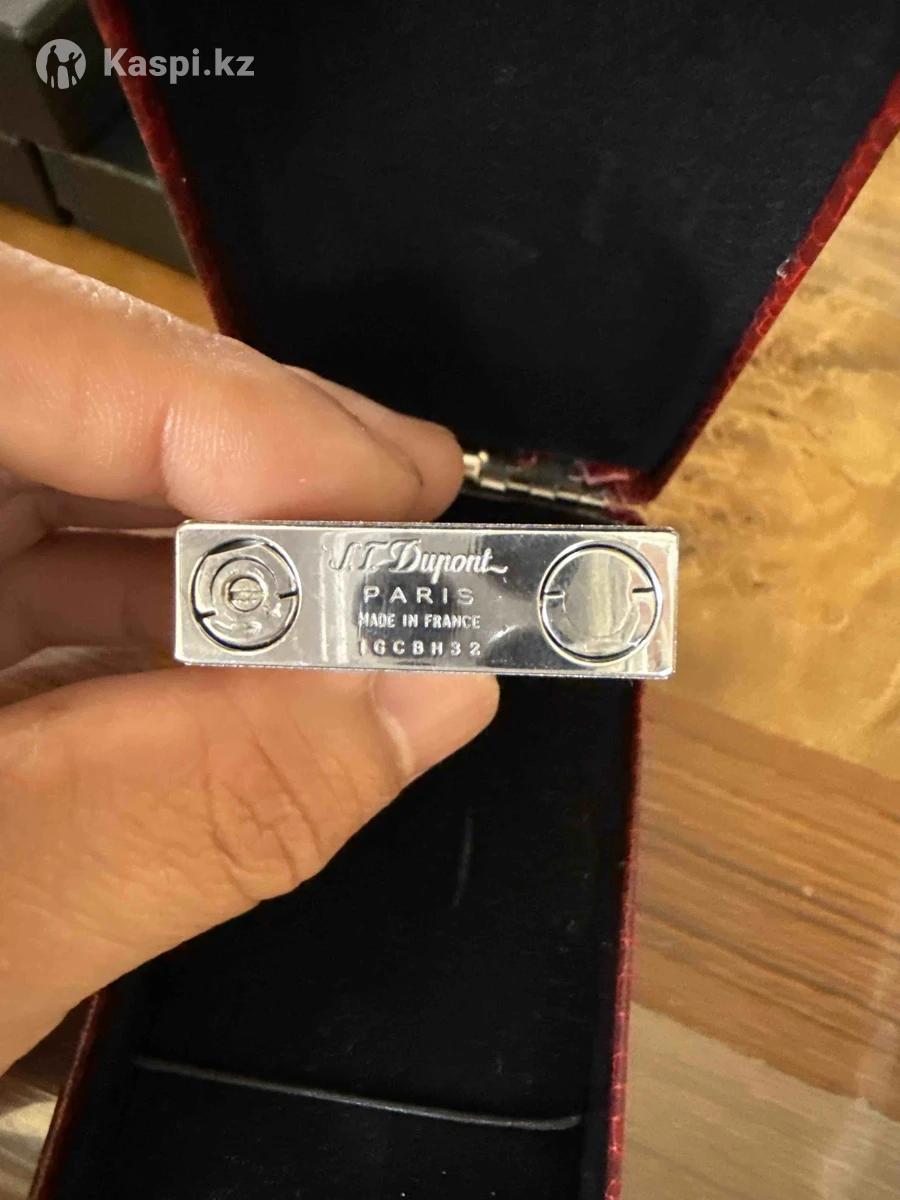 Kaspi.kz
S.T. Dupont
PARIS
MADE IN FRANCE
1GCBH32